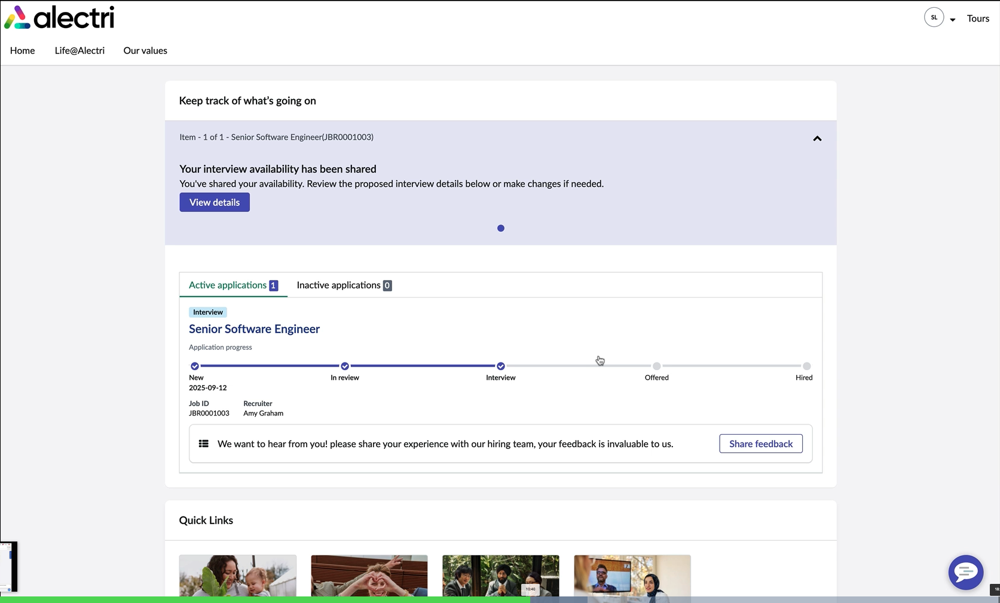 alectri
SL
Tours
Home
Life@Alectri
Our values
Keep track of what's going on
Item - 1 of 1 - Senior Software Engineer(JBR0001003)
Your interview availability has been shared
You've shared your availability. Review the proposed interview details below or make changes if needed.
View details
Active applications 1
Inactive applications 0
Interview
Senior Software Engineer
Application progress
New
In review
Interview
Offered
Hired
2025-09-12
Job ID
Recruiter
JBR0001003
Amy Graham
We want to hear from you! please share your experience with our hiring team, your feedback is invaluable to us.
Share feedback
Quick Links
10:40